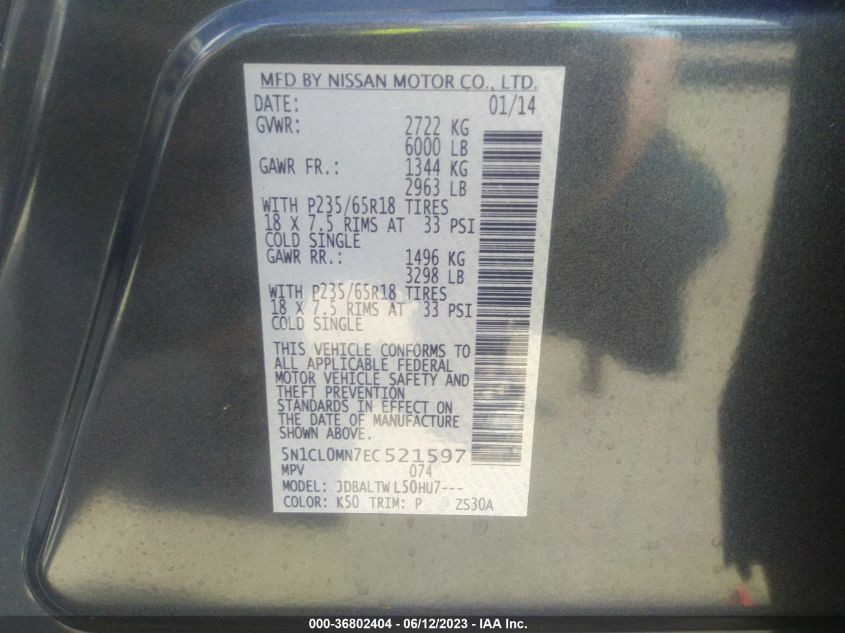 MFD BY NISSAN MOTOR CO., LTD.
DATE: 01/14
GVWR: 2722 KG
6000 LB
GAWR FR.: 1344 KG
2963 LB
WITH P235/65R18 TIRES
18 X 7.5 RIMS AT 33 PSI
COLD SINGLE
GAWR RR.: 1496 KG
3298 LB
WITH P235/65R18 TIRES
18 X 7.5 RIMS AT 33 PSI
COLD SINGLE
THIS VEHICLE CONFORMS TO
ALL APPLICABLE FEDERAL
MOTOR VEHICLE SAFETY AND
THEFT PREVENTION
STANDARDS IN EFFECT ON
THE DATE OF MANUFACTURE
SHOWN ABOVE.
5N1CL0MN7EC521597
MPV 074
MODEL: JDBALTWL50HU7---
COLOR: K50 TRIM: P ZS30A
000-36802404 - 06/12/2023 - IAA Inc.